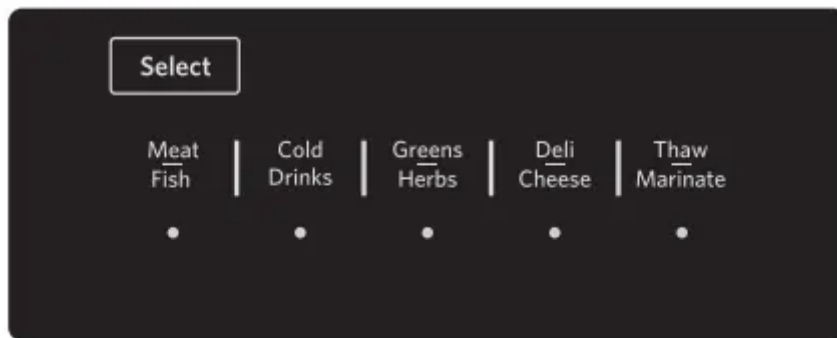 Select
Meat Cold Greens Deli Thaw
Fish Drinks Herbs Cheese Marinate